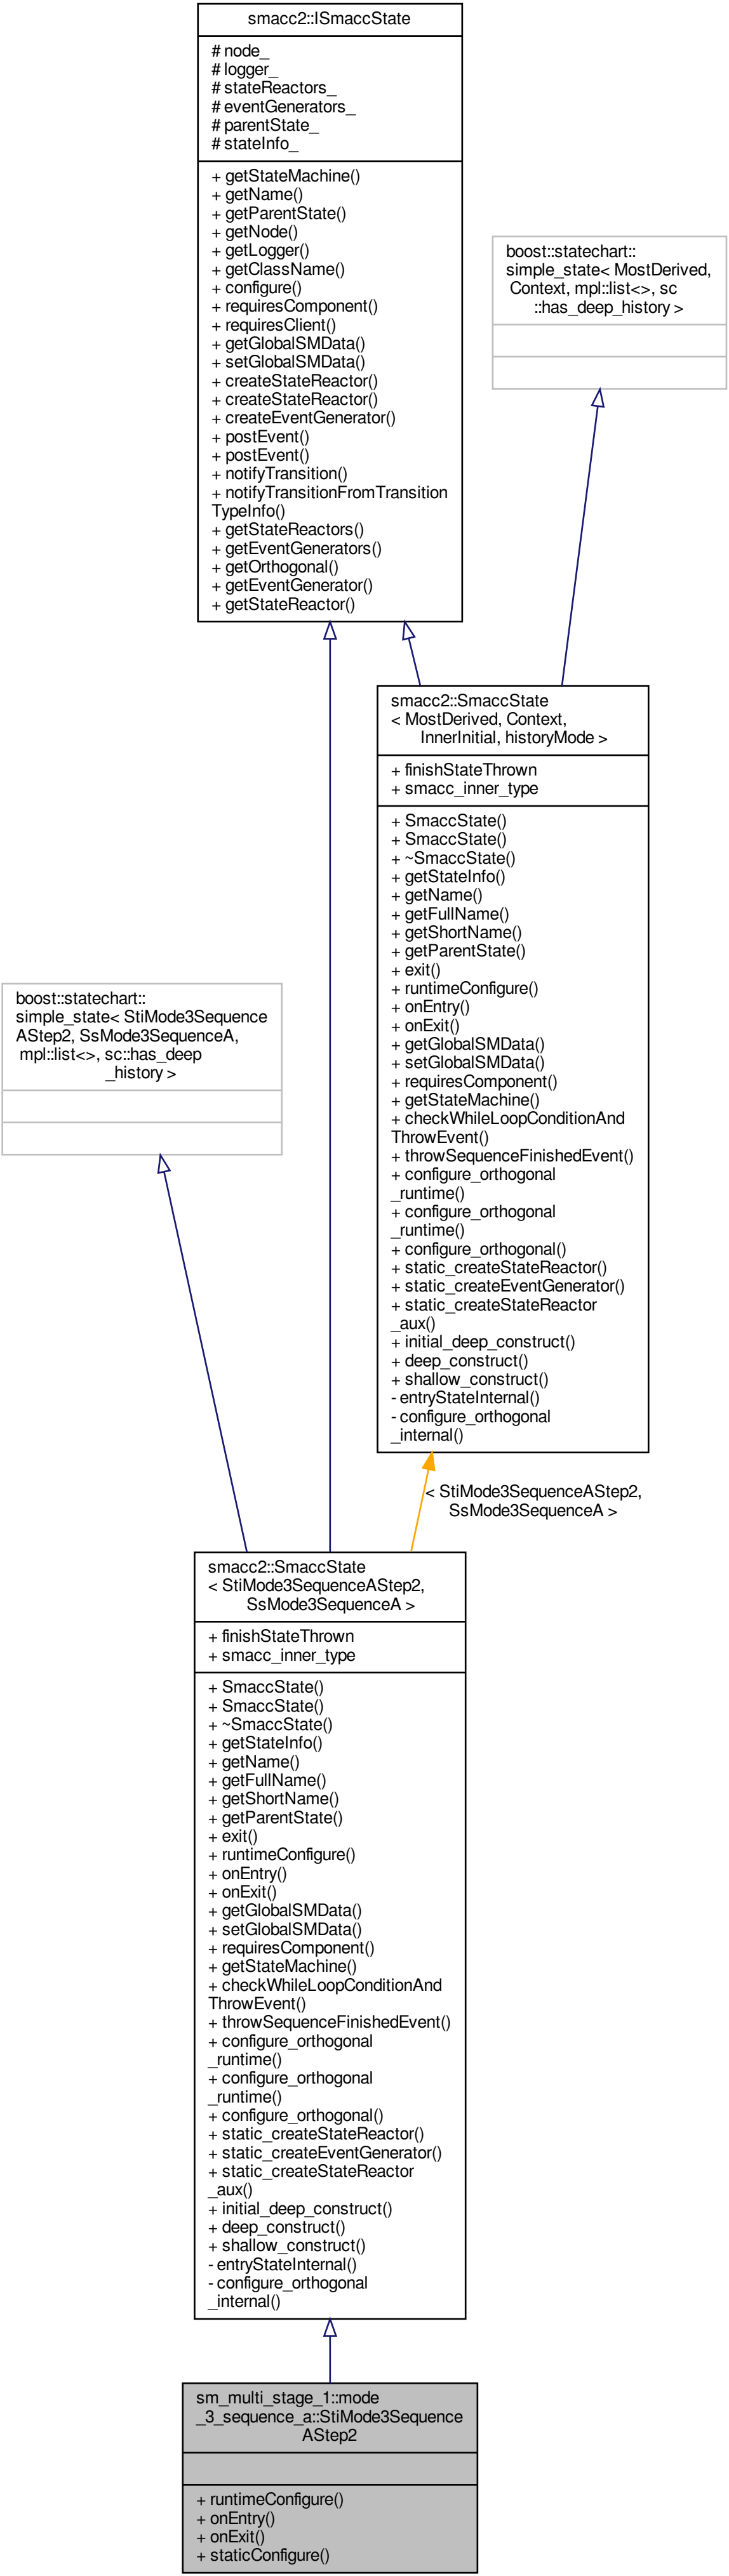 smacc2::ISmaccState
# node_
# logger_
# stateReactors_
# eventGenerators_
# parentState_
# stateInfo_
+ getStateMachine()
+ getName()
+ getParentState()
+ getNode()
+ getLogger()
+ getClassName()
+ configure()
+ requiresComponent()
+ requiresClient()
+ getGlobalSMData()
+ setGlobalSMData()
+ createStateReactor()
+ createStateReactor()
+ createEventGenerator()
+ postEvent()
+ postEvent()
+ notifyTransition()
+ notifyTransitionFromTransition
TypeInfo()
+ getStateReactors()
+ getEventGenerators()
+ getOrthogonal()
+ getEventGenerator()
+ getStateReactor()
boost::statechart::
simple_state< MostDerived,
Context, mpl::list<>, sc
::has_deep_history >
smacc2::SmaccState
< MostDerived, Context,
InnerInitial, historyMode >
+ finishStateThrown
+ smacc_inner_type
+ SmaccState()
+ SmaccState()
+ ~SmaccState()
+ getStateInfo()
+ getName()
+ getFullName()
+ getShortName()
+ getParentState()
+ exit()
+ runtimeConfigure()
+ onEntry()
+ onExit()
+ getGlobalSMData()
+ setGlobalSMData()
+ requiresComponent()
+ getStateMachine()
+ checkWhileLoopConditionAnd
ThrowEvent()
+ throwSequenceFinishedEvent()
+ configure_orthogonal
_runtime()
+ configure_orthogonal
_runtime()
+ configure_orthogonal()
+ static_createStateReactor()
+ static_createEventGenerator()
+ static_createStateReactor
_aux()
+ initial_deep_construct()
+ deep_construct()
+ shallow_construct()
- entryStateInternal()
- configure_orthogonal
_internal()
boost::statechart::
simple_state< StiMode3Sequence
AStep2, SsMode3SequenceA,
mpl::list<>, sc::has_deep
_history >
< StiMode3SequenceAStep2,
SsMode3SequenceA >
smacc2::SmaccState
< StiMode3SequenceAStep2,
SsMode3SequenceA >
+ finishStateThrown
+ smacc_inner_type
+ SmaccState()
+ SmaccState()
+ ~SmaccState()
+ getStateInfo()
+ getName()
+ getFullName()
+ getShortName()
+ getParentState()
+ exit()
+ runtimeConfigure()
+ onEntry()
+ onExit()
+ getGlobalSMData()
+ setGlobalSMData()
+ requiresComponent()
+ getStateMachine()
+ checkWhileLoopConditionAnd
ThrowEvent()
+ throwSequenceFinishedEvent()
+ configure_orthogonal
_runtime()
+ configure_orthogonal
_runtime()
+ configure_orthogonal()
+ static_createStateReactor()
+ static_createEventGenerator()
+ static_createStateReactor
_aux()
+ initial_deep_construct()
+ deep_construct()
+ shallow_construct()
- entryStateInternal()
- configure_orthogonal
_internal()
sm_multi_stage_1::mode
_3_sequence_a::StiMode3Sequence
AStep2
+ runtimeConfigure()
+ onEntry()
+ onExit()
+ staticConfigure()